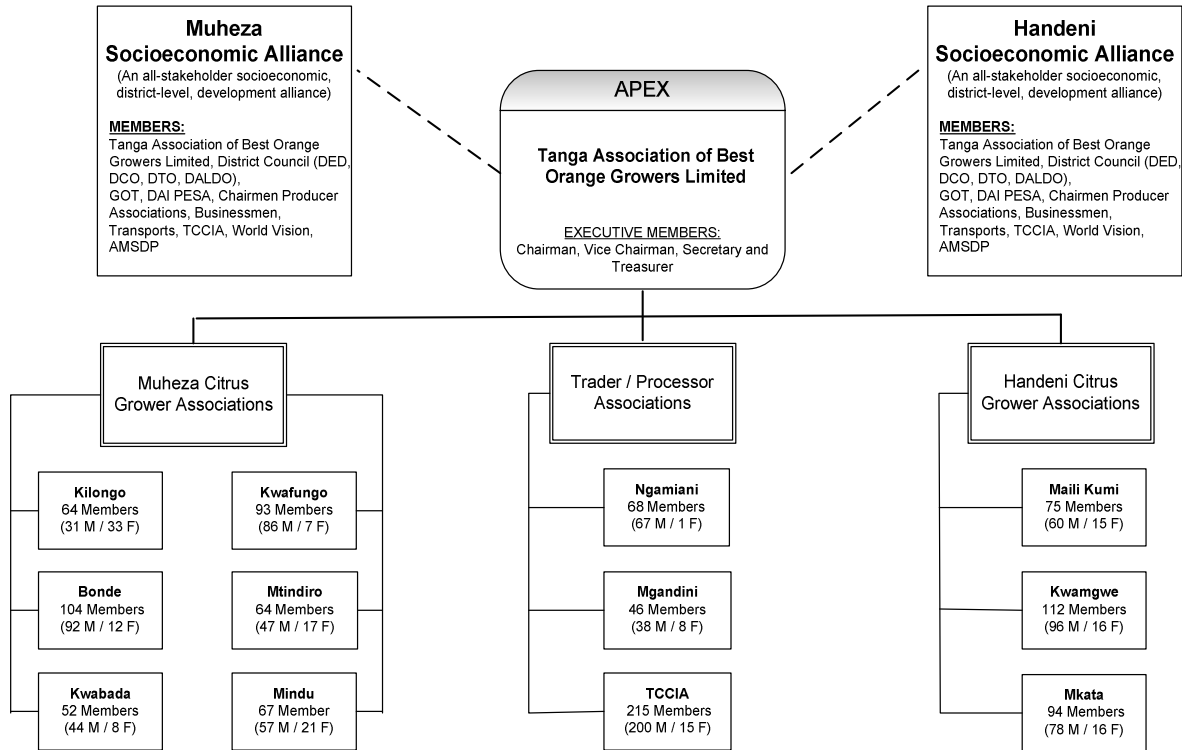 Muheza
Socioeconomic Alliance
(An all-stakeholder socioeconomic,
district-level, development alliance)
MEMBERS:
Tanga Association of Best Orange
Growers Limited, District Council (DED,
DCO, DTO, DALDO),
GOT, DAI PESA, Chairmen Producer
Associations, Businessmen,
Transports, TCCIA, World Vision,
AMSDP
APEX
Tanga Association of Best
Orange Growers Limited
EXECUTIVE MEMBERS:
Chairman, Vice Chairman, Secretary and
Treasurer
Handeni
Socioeconomic Alliance
(An all-stakeholder socioeconomic,
district-level, development alliance)
MEMBERS:
Tanga Association of Best Orange
Growers Limited, District Council (DED,
DCO, DTO, DALDO),
GOT, DAI PESA, Chairmen Producer
Associations, Businessmen,
Transports, TCCIA, World Vision,
AMSDP
Muheza Citrus
Grower Associations
Kilongo
64 Members
(31 M / 33 F)
Kwafungo
93 Members
(86 M / 7 F)
Bonde
104 Members
(92 M / 12 F)
Mtindiro
64 Members
(47 M / 17 F)
Kwabada
52 Members
(44 M / 8 F)
Mindu
67 Member
(57 M / 21 F)
Trader / Processor
Associations
Ngamiani
68 Members
(67 M / 1 F)
Mgandini
46 Members
(38 M / 8 F)
TCCIA
215 Members
(200 M / 15 F)
Handeni Citrus
Grower Associations
Maili Kumi
75 Members
(60 M / 15 F)
Kwamgwe
112 Members
(96 M / 16 F)
Mkata
94 Members
(78 M / 16 F)